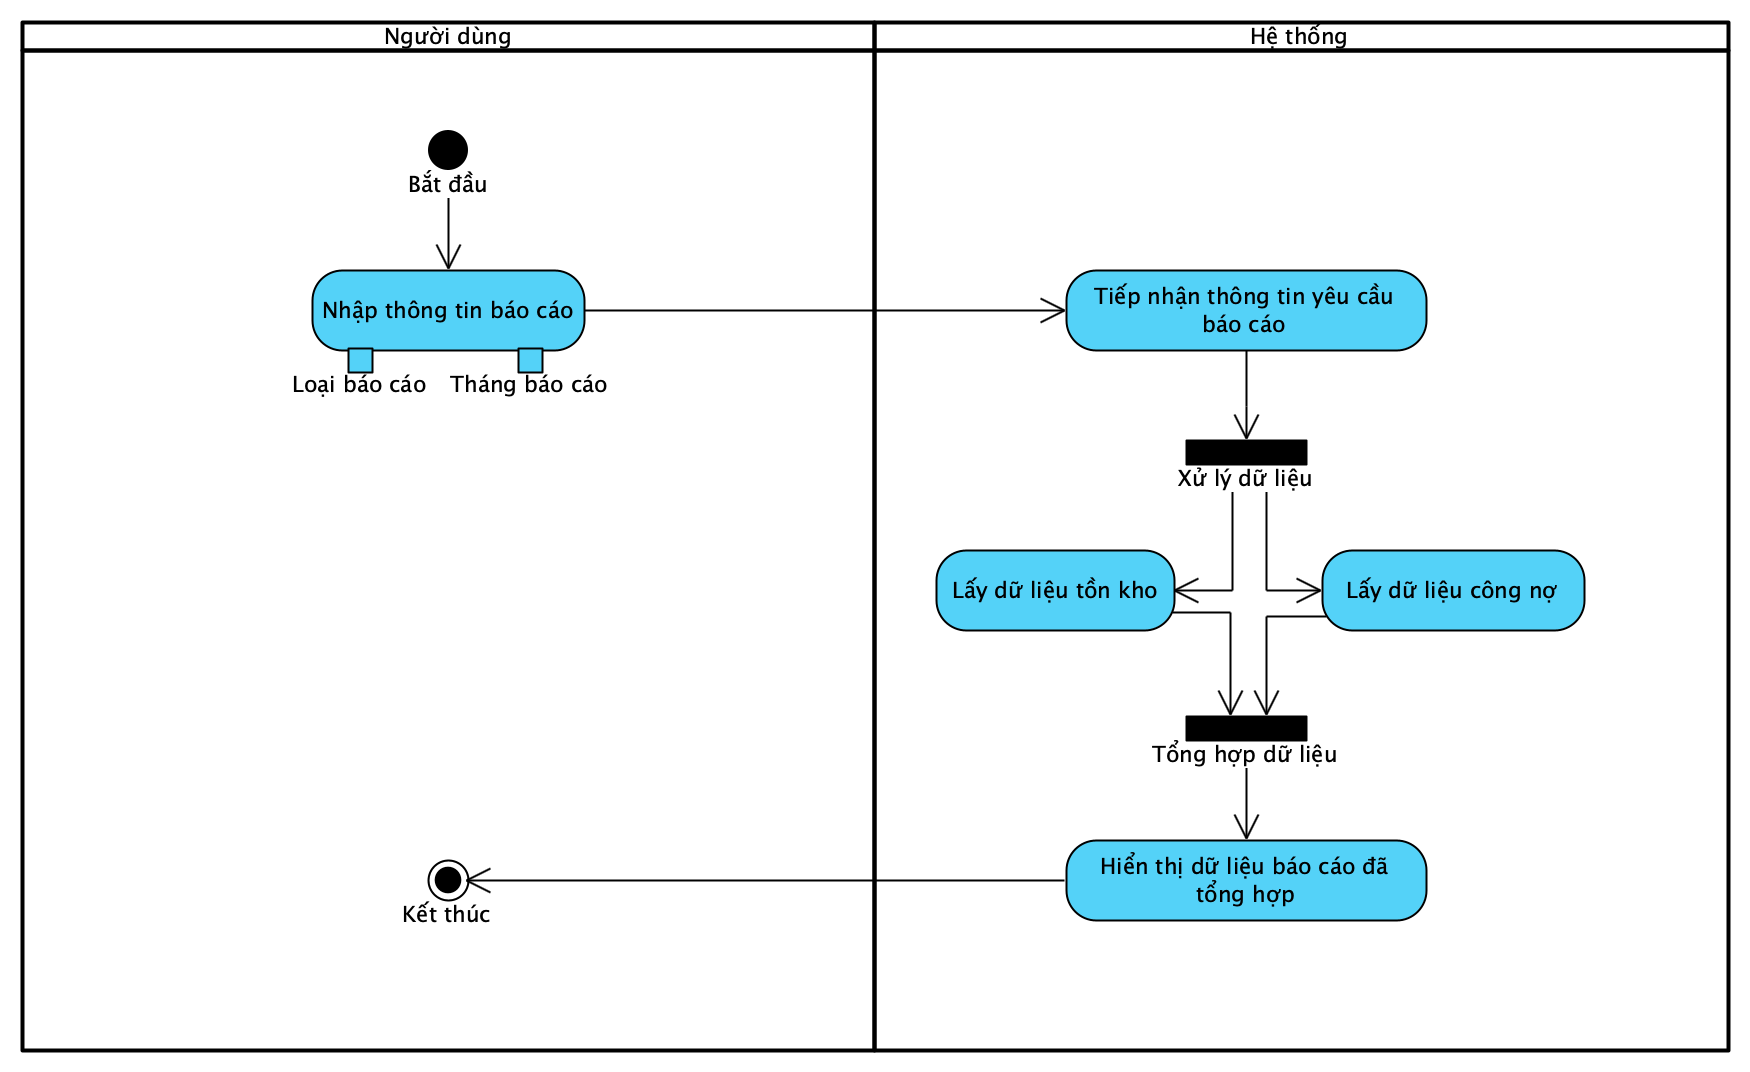 Người dùng
Hệ thống
Bắt đầu
Nhập thông tin báo cáo
Loại báo cáo
Tháng báo cáo
Tiếp nhận thông tin yêu cầu
báo cáo
Xử lý dữ liệu
Lấy dữ liệu tồn kho
Lấy dữ liệu công nợ
Tổng hợp dữ liệu
Hiển thị dữ liệu báo cáo đã
tổng hợp
Kết thúc